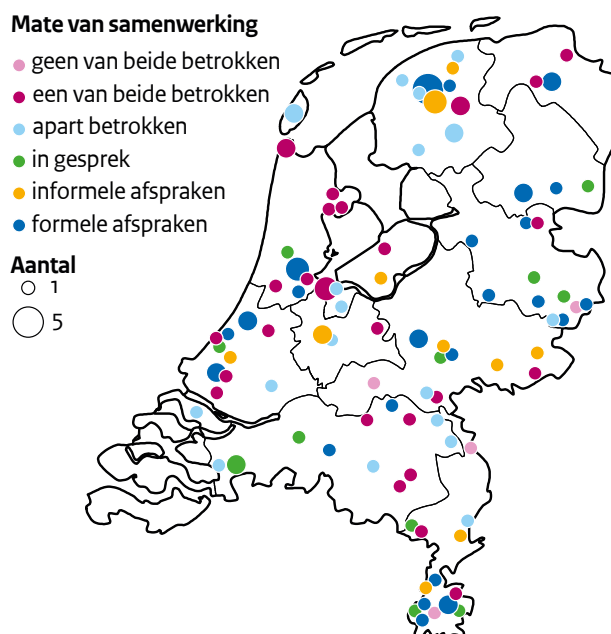 Mate van samenwerking
geen van beide betrokken
een van beide betrokken
apart betrokken
in gesprek
informele afspraken
formele afspraken
Aantal
1
5